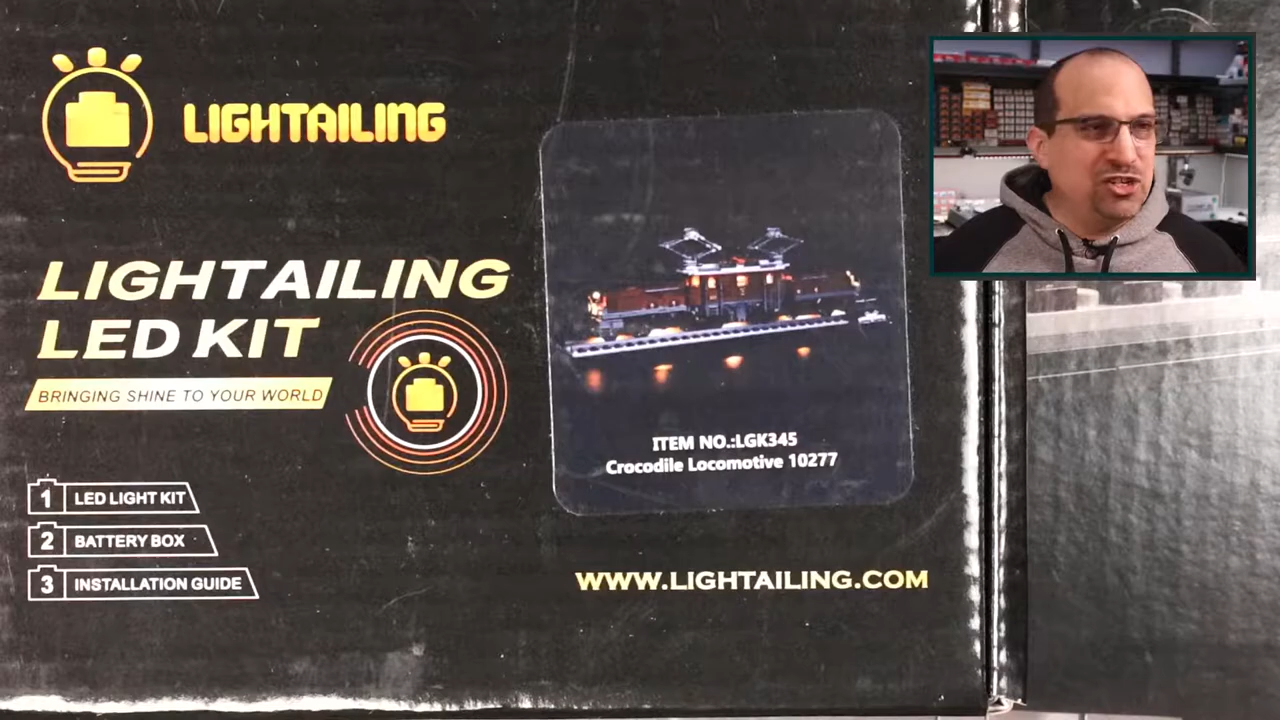 LIGHTAILING
LIGHTAILING
LED KIT
BRINGING SHINE TO YOUR WORLD
1 LED LIGHT KIT
2 BATTERY BOX
3 INSTALLATION GUIDE
ITEM NO.:LGK345
Crocodile Locomotive 10277
WWW.LIGHTAILING.COM